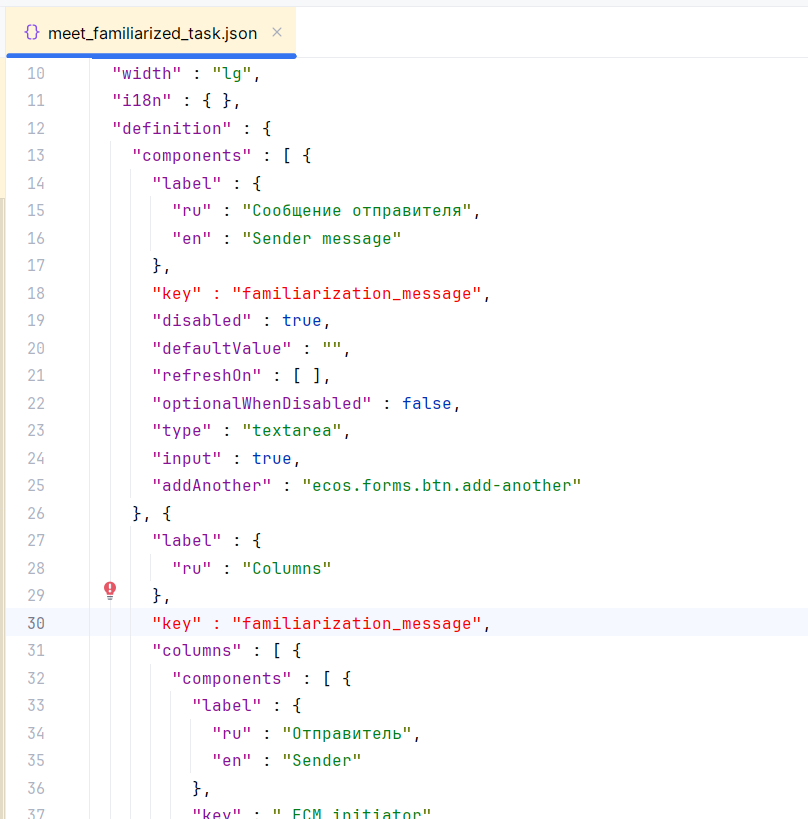 {} meet_familiarized_task.json ×
10 "width" : "lg",
11 "i18n" : { },
12 "definition" : {
13 "components" : [ {
14 "label" : {
15 "ru" : "Сообщение отправителя",
16 "en" : "Sender message"
17 },
18 "key" : "familiarization_message",
19 "disabled" : true,
20 "defaultValue" : "",
21 "refreshOn" : [ ],
22 "optionalWhenDisabled" : false,
23 "type" : "textarea",
24 "input" : true,
25 "addAnother" : "ecos.forms.btn.add-another"
26 }, {
27 "label" : {
28 "ru" : "Columns"
29 },
30 "key" : "familiarization_message",
31 "columns" : [ {
32 "components" : [ {
33 "label" : {
34 "ru" : "Отправитель",
35 "en" : "Sender"
36 },
37 "key" : "_ECM_initiator"